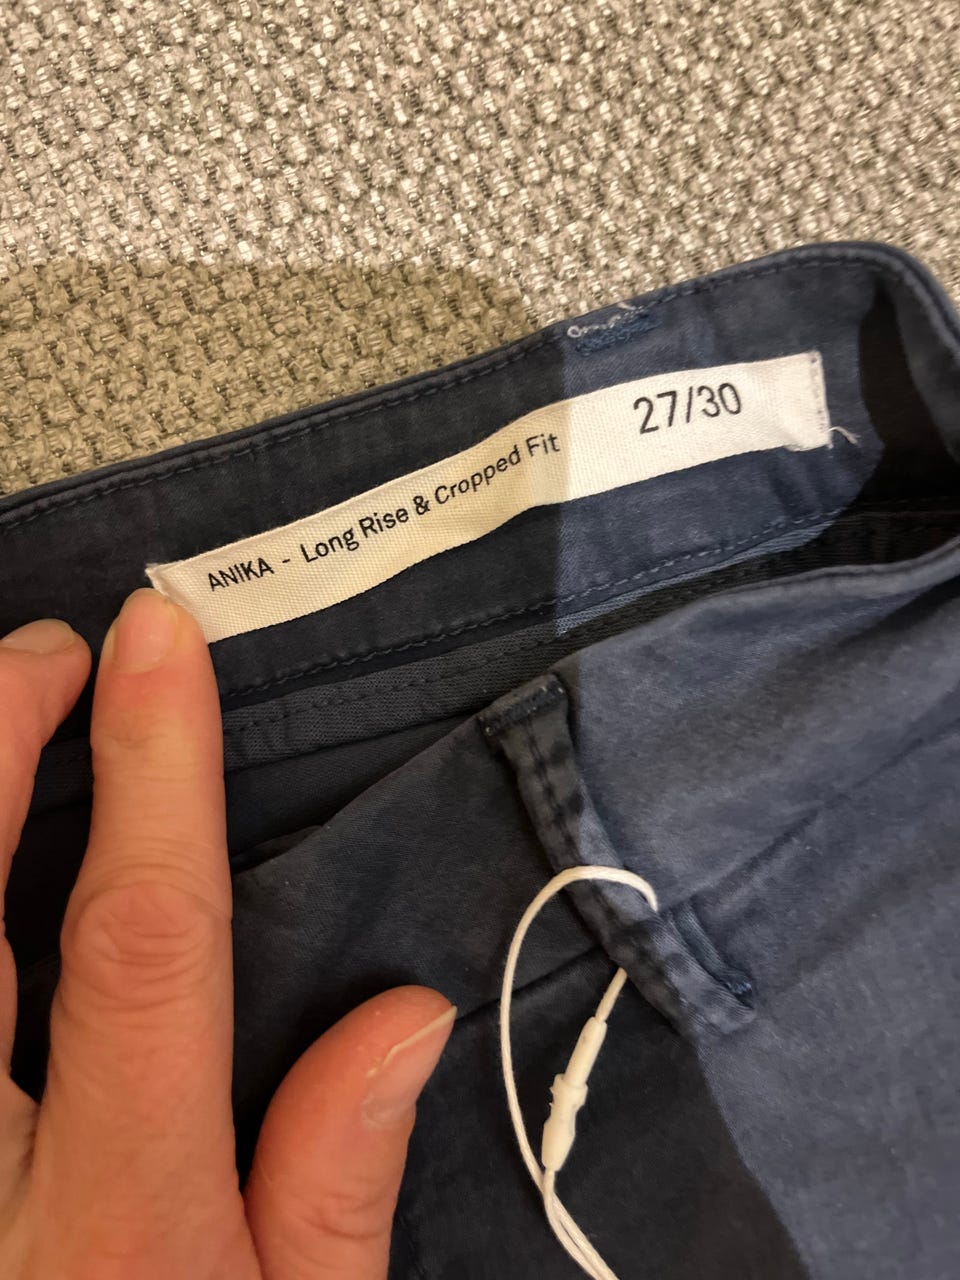 ANIKA - Long Rise & Cropped Fit 27/30